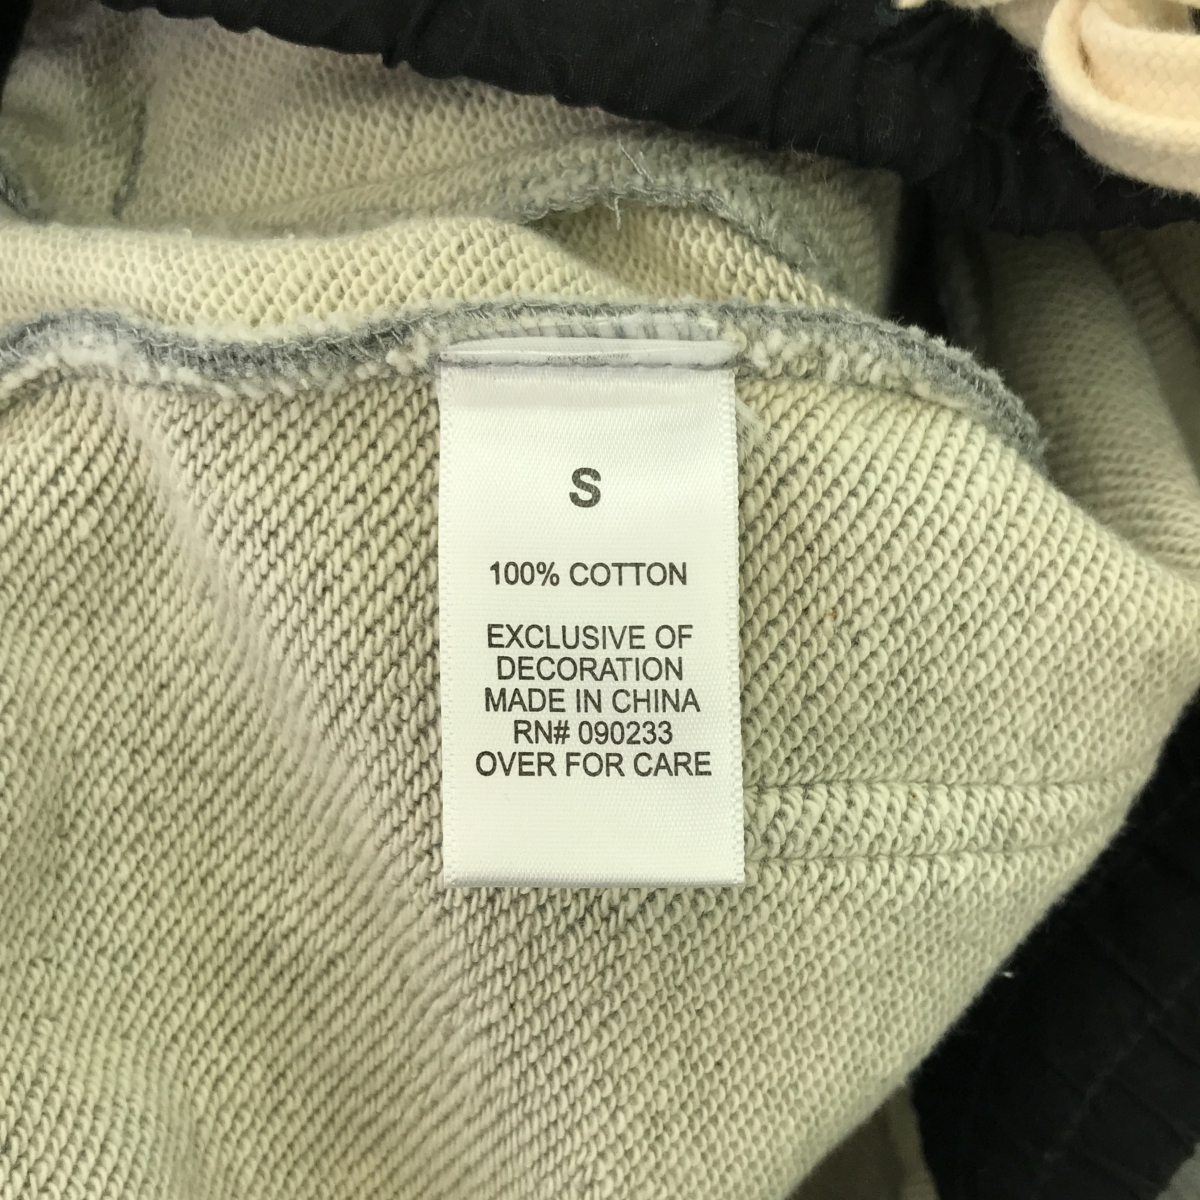 S
100% COTTON
EXCLUSIVE OF
DECORATION
MADE IN CHINA
RN# 090233
OVER FOR CARE